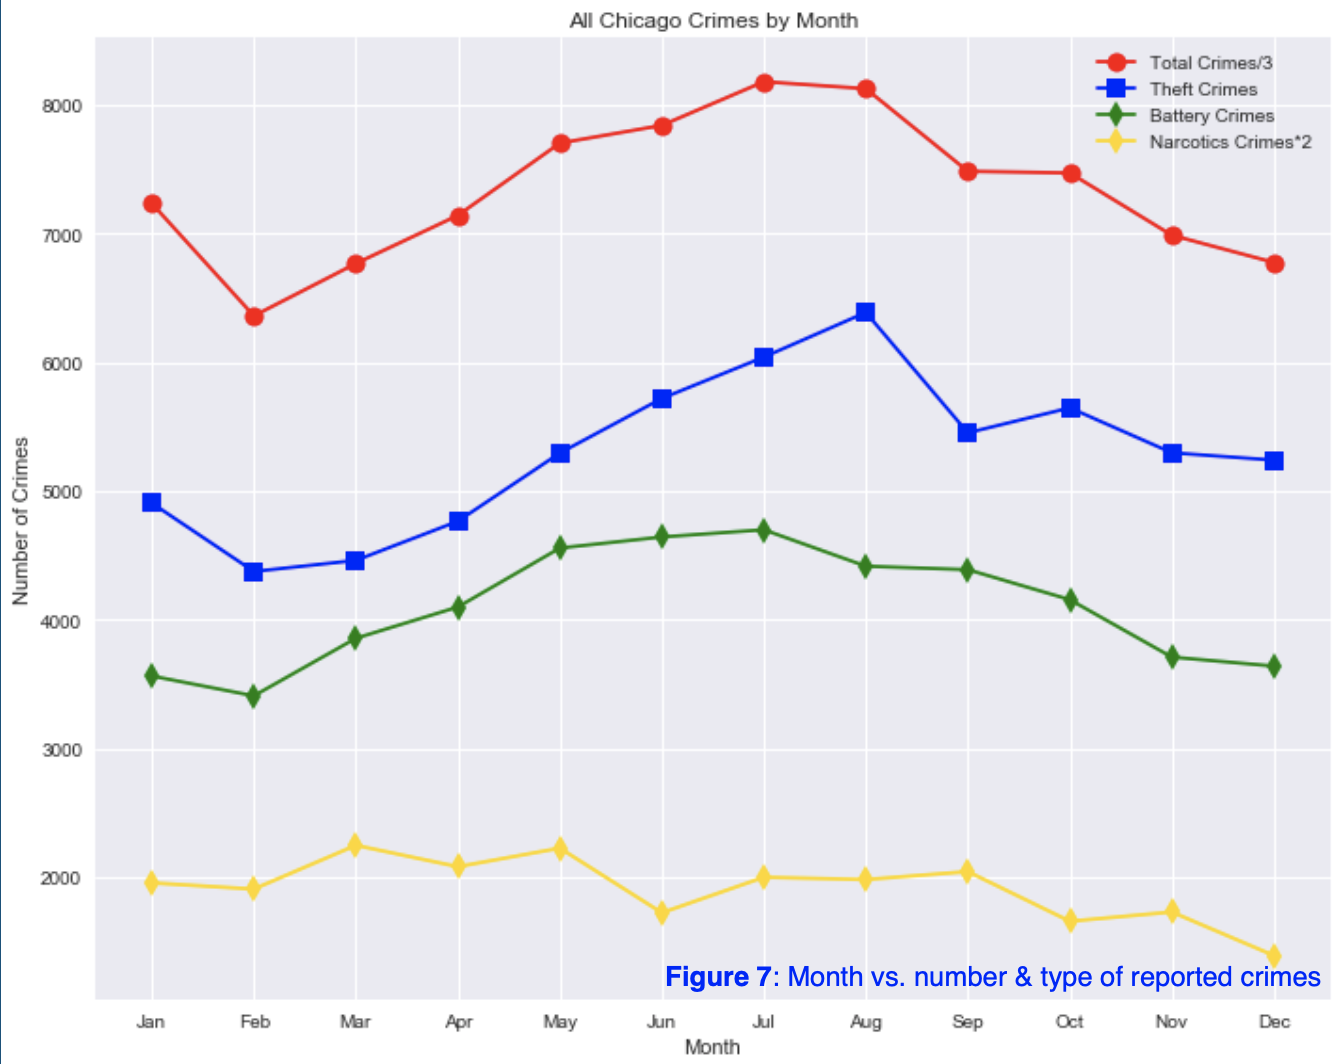 All Chicago Crimes by Month
Total Crimes/3
Theft Crimes
Battery Crimes
Narcotics Crimes*2
8000
7000
6000
5000
4000
3000
2000
Number of Crimes
Figure 7: Month vs. number & type of reported crimes
Jan Feb Mar Apr May Jun Jul Aug Sep Oct Nov Dec
Month